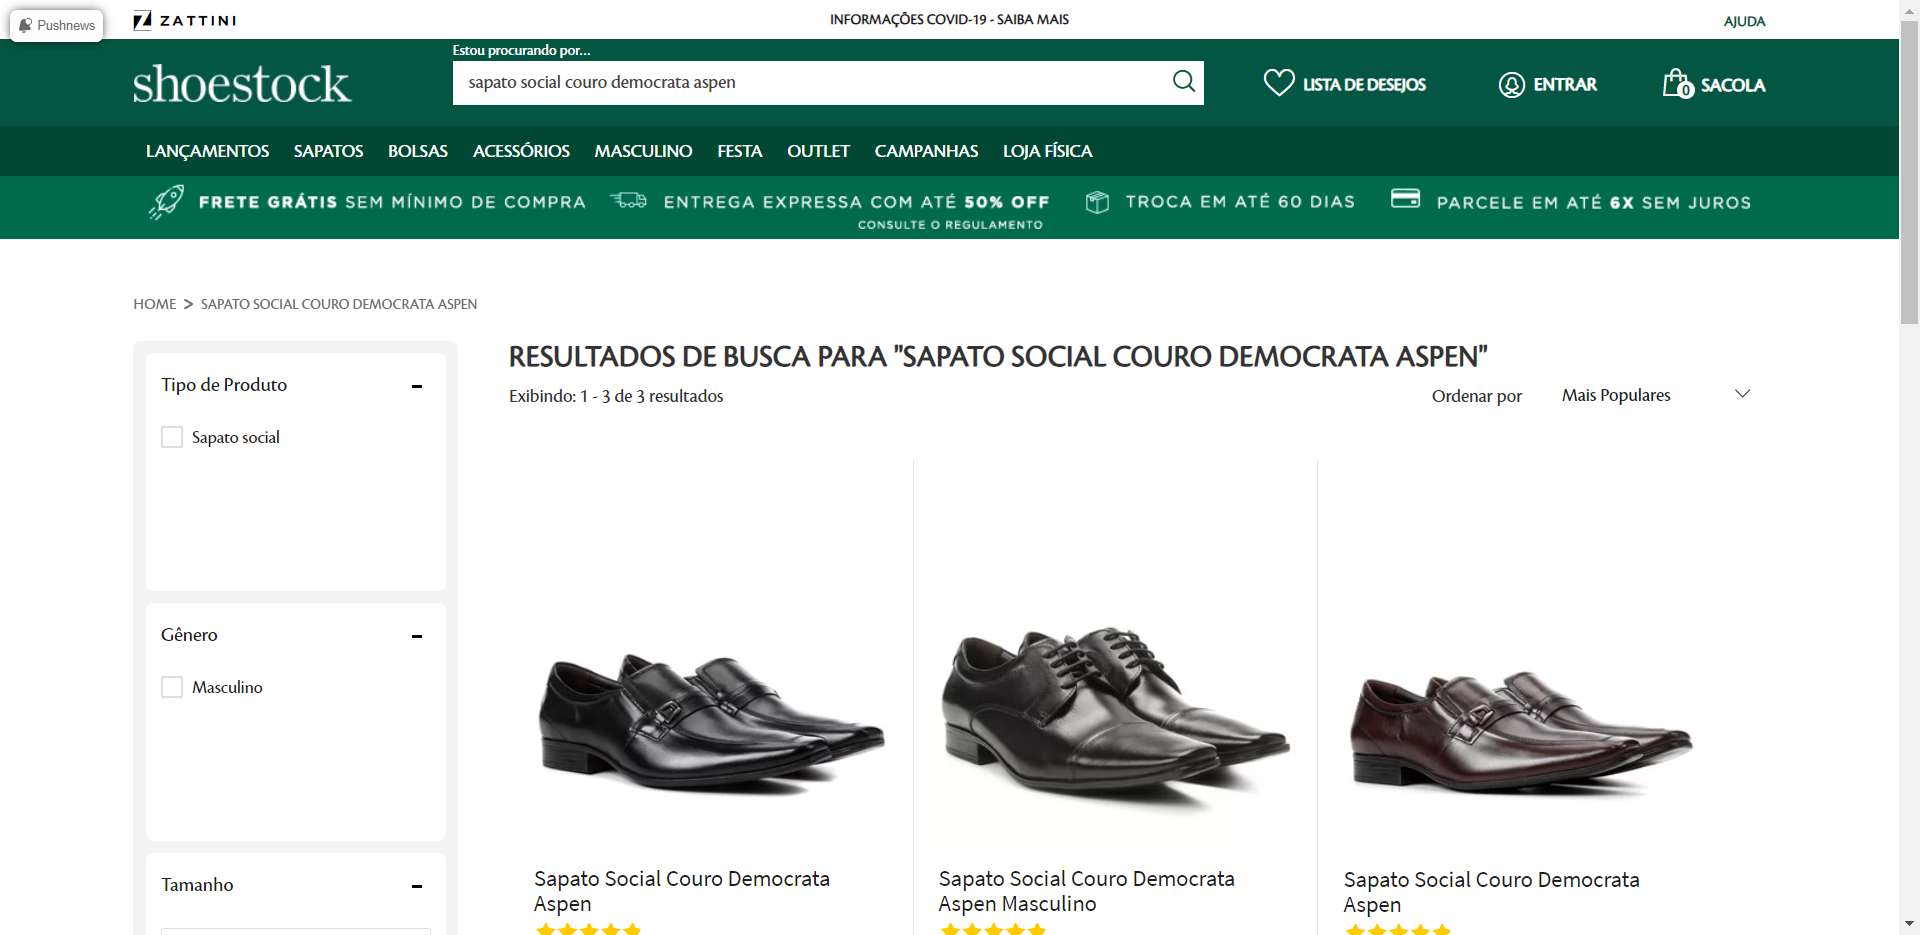 Pushnews
ZATTINI
INFORMAÇÕES COVID-19 - SAIBA MAIS
AJUDA
shoestock
Estou procurando por...
sapato social couro democrata aspen
LISTA DE DESEJOS
ENTRAR
0
SACOLA
LANÇAMENTOS SAPATOS BOLSAS ACESSÓRIOS MASCULINO FESTA OUTLET CAMPANHAS LOJA FÍSICA
FRETE GRÁTIS SEM MÍNIMO DE COMPRA
ENTREGA EXPRESSA COM ATÉ 50% OFF
CONSULTE O REGULAMENTO
TROCA EM ATÉ 60 DIAS
PARCELE EM ATÉ 6X SEM JUROS
HOME > SAPATO SOCIAL COURO DEMOCRATA ASPEN
Tipo de Produto
Sapato social
Gênero
Masculino
Tamanho
RESULTADOS DE BUSCA PARA "SAPATO SOCIAL COURO DEMOCRATA ASPEN"
Exibindo: 1 - 3 de 3 resultados
Ordenar por
Mais Populares
Sapato Social Couro Democrata
Aspen
Sapato Social Couro Democrata
Aspen Masculino
Sapato Social Couro Democrata
Aspen